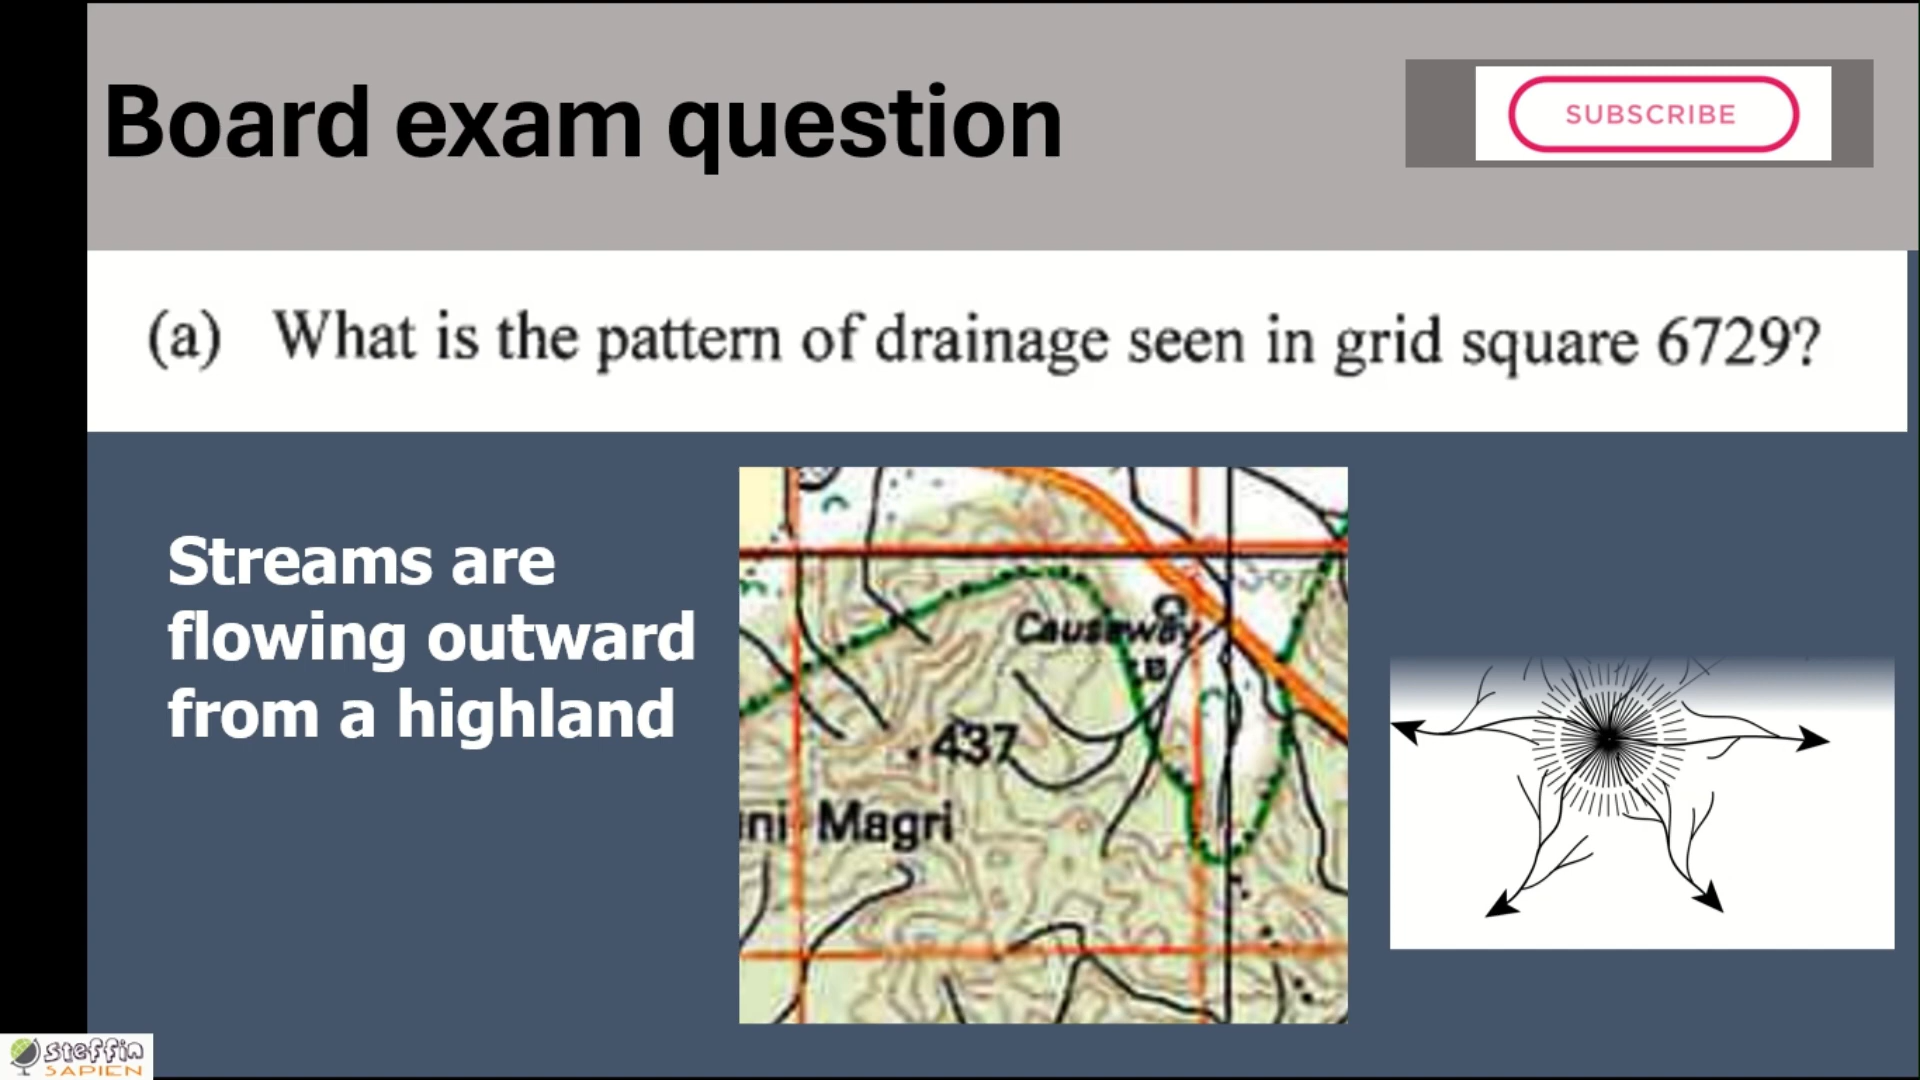 Board exam question
SUBSCRIBE
(a) What is the pattern of drainage seen in grid square 6729?
Streams are
flowing outward
from a highland
Causeway
.437
ni Magri
steffin
SAPIEN